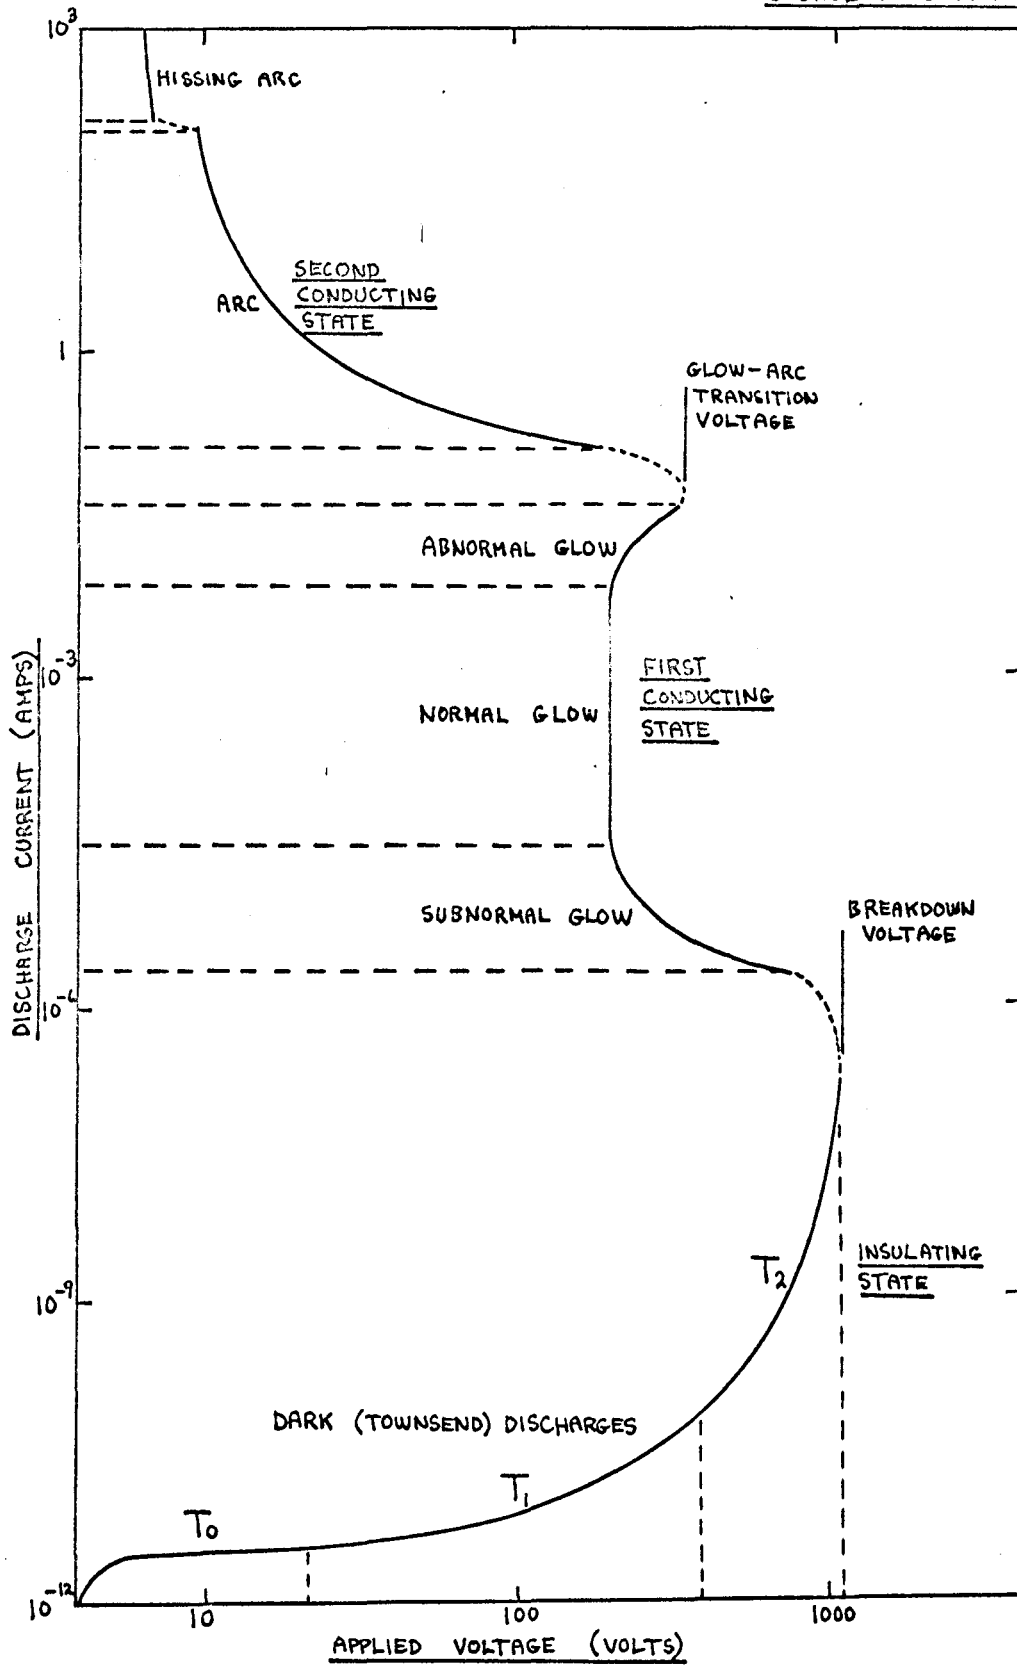 10³
HISSING ARC
SECOND
CONDUCTING
STATE
ARC
1
GLOW-ARC
TRANSITION
VOLTAGE
ABNORMAL GLOW
10⁻³
FIRST
CONDUCTING
STATE
NORMAL GLOW
DISCHARGE CURRENT (AMPS)
SUBNORMAL GLOW
BREAKDOWN
VOLTAGE
10⁻⁶
T₂
INSULATING
STATE
10⁻⁹
DARK (TOWNSEND) DISCHARGES
T₁
T₀
10⁻¹²
10
100
1000
APPLIED VOLTAGE (VOLTS)